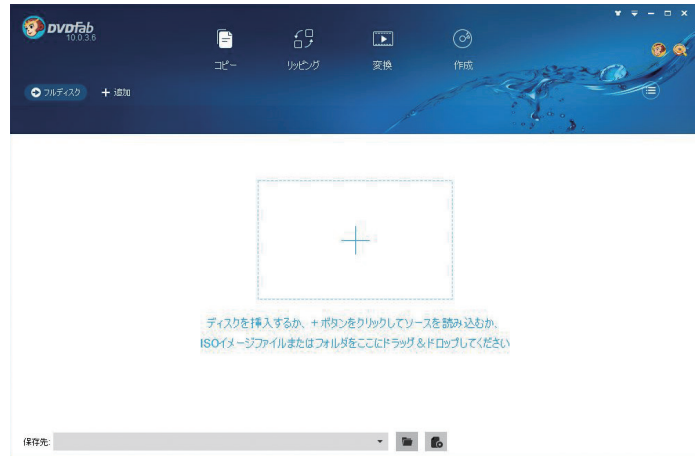 DVDFab
10.0.3.6
コピー
リッピング
変換
作成
フルディスク
追加
ディスクを挿入するか、+ボタンをクリックしてソースを読み込むか、
ISOイメージファイルまたはフォルダをここにドラッグ&ドロップしてください
保存先: